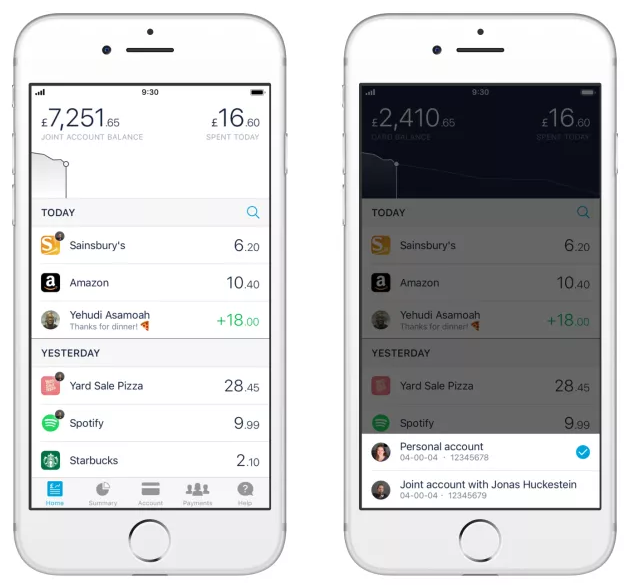 9:30
£7,251.65
£16.60
JOINT ACCOUNT BALANCE
SPENT TODAY
TODAY
Sainsbury's
6.20
Amazon
10.40
Yehudi Asamoah
Thanks for dinner! 🍕
+18.00
YESTERDAY
Yard Sale Pizza
28.45
Spotify
9.99
Starbucks
2.10
Home
Summary
Account
Payments
Help
9:30
£2,410.65
£16.60
CARD BALANCE
SPENT TODAY
TODAY
Sainsbury's
6.20
Amazon
10.40
Yehudi Asamoah
Thanks for dinner! 🍕
+18.00
YESTERDAY
Yard Sale Pizza
28.45
Spotify
9.99
Personal account
04-00-04 · 12345678
Joint account with Jonas Huckestein
04-00-04 · 12345679